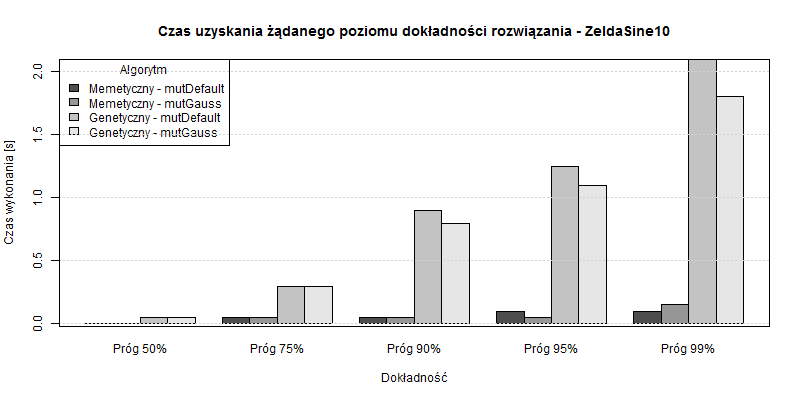 Czas uzyskania żądanego poziomu dokładności rozwiązania - ZeldaSine10
Algorytm
Memetyczny - mutDefault
Memetyczny - mutGauss
Genetyczny - mutDefault
Genetyczny - mutGauss
Czas wykonania [s]
2.0
1.5
1.0
0.5
0.0
Próg 50%
Próg 75%
Próg 90%
Próg 95%
Próg 99%
Dokładność